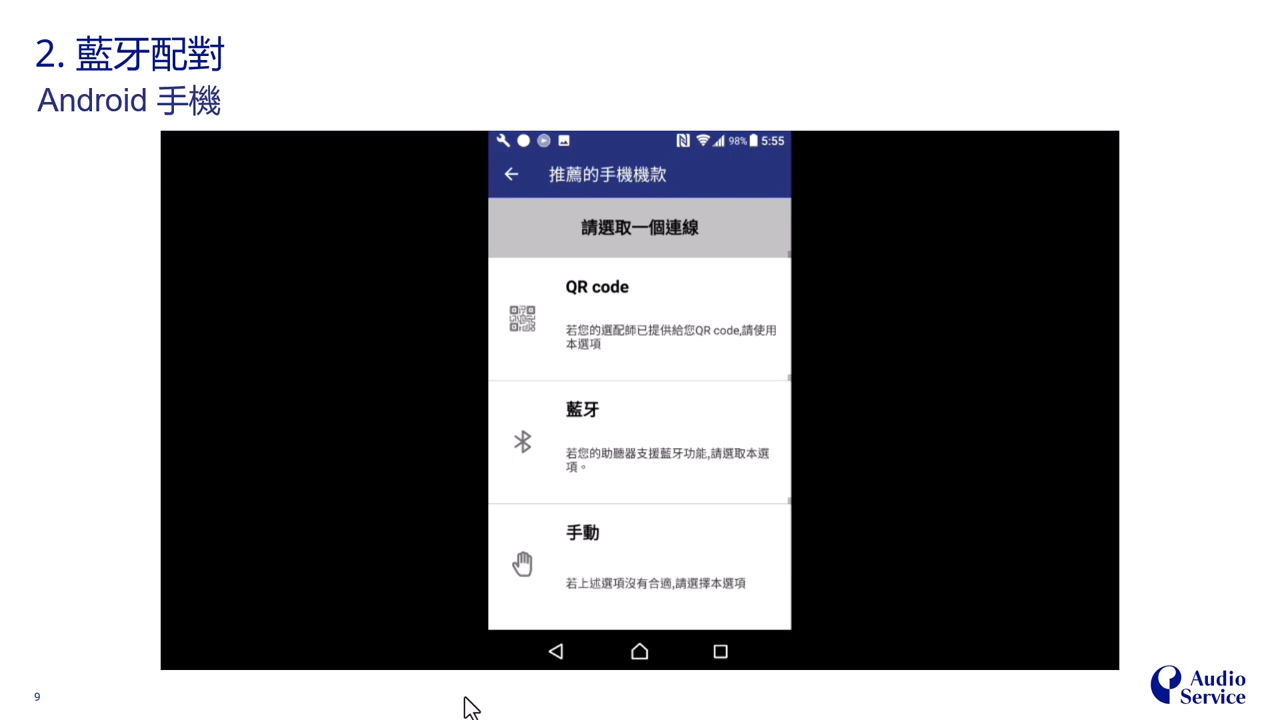 2. 藍牙配對
Android 手機
98% 5:55
推薦的手機機款
請選取一個連線
QR code
若您的選配師已提供給您QR code,請使用
本選項
藍牙
若您的助聽器支援藍牙功能,請選取本選
項。
手動
若上述選項沒有合適,請選擇本選項
9
Audio
Service